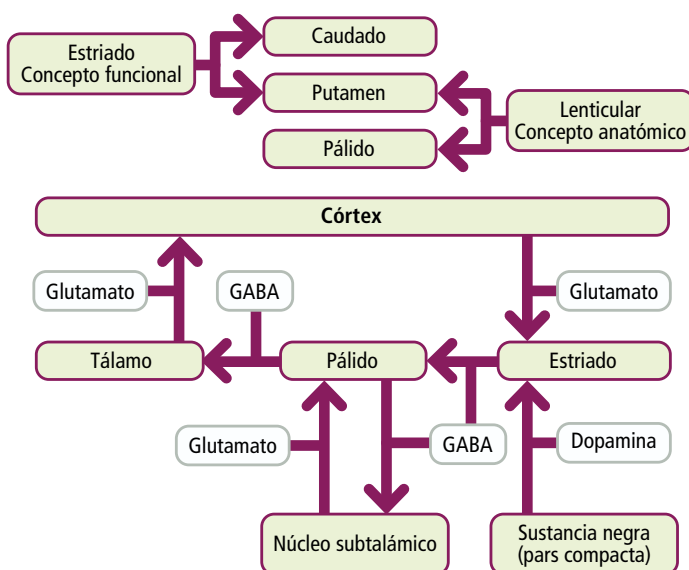 Estriado
Concepto funcional
Caudado
Putamen
Pálido
Lenticular
Concepto anatómico
Córtex
Glutamato
GABA
Glutamato
Tálamo
Pálido
Estriado
Glutamato
GABA
Dopamina
Núcleo subtalámico
Sustancia negra
(pars compacta)